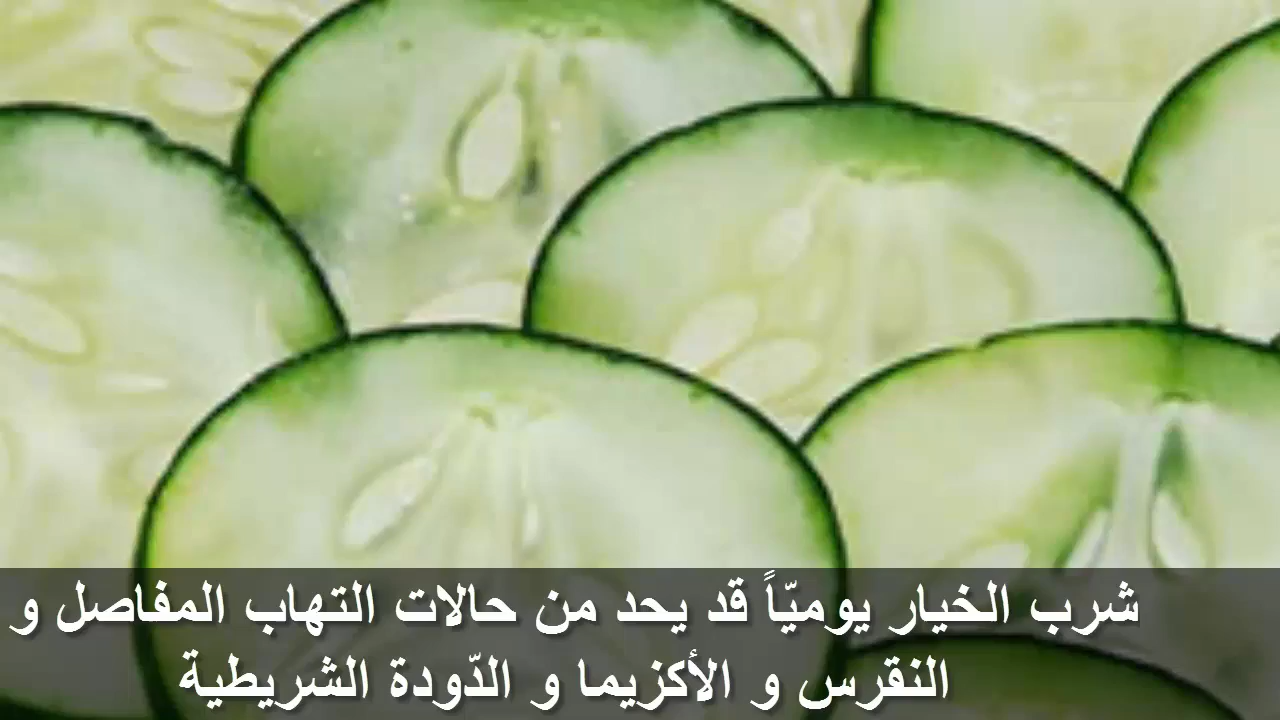 شرب الخيار يوميّاً قد يحد من حالات التهاب المفاصل و
النقرس و الأكزيما و الدّودة الشريطية